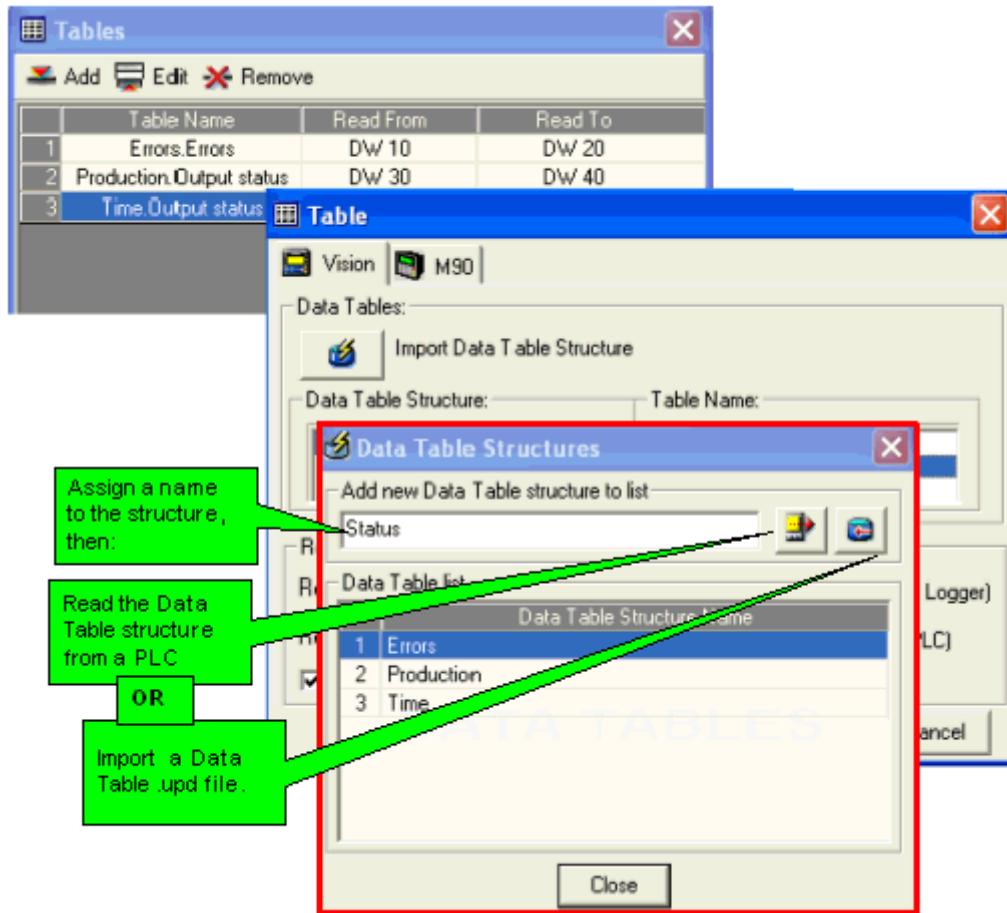 Tables
Add Edit Remove
Table Name Read From Read To
1 Errors.Errors DW 10 DW 20
2 Production.Output status DW 30 DW 40
3 Time.Output status
Table
Vision M90
Data Tables:
Import Data Table Structure
Data Table Structure: Table Name:
Data Table Structures
Add new Data Table structure to list
Status
Assign a name
to the structure,
then:
Data Table list
Logger)
Data Table Structure Name
1 Errors
2 Production
3 Time
Read the Data
Table structure
from a PLC
OR
Import a Data
Table .upd file.
DATA TABLES
Close